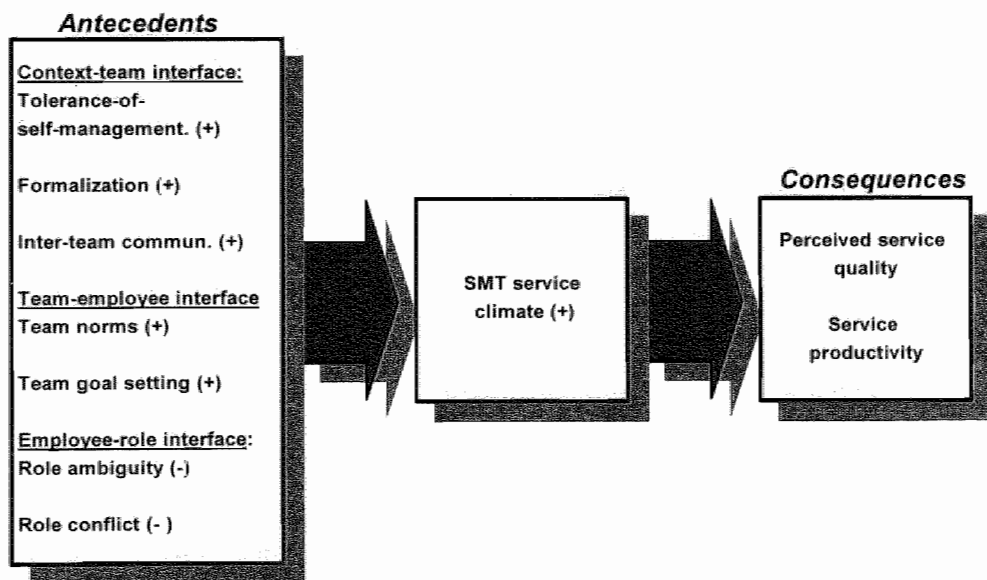 Antecedents
Context-team interface:
Tolerance-of-
self-management. (+)
Formalization (+)
Inter-team commun. (+)
Team-employee interface
Team norms (+)
Team goal setting (+)
Employee-role interface:
Role ambiguity (-)
Role conflict (- )
SMT service
climate (+)
Consequences
Perceived service
quality
Service
productivity